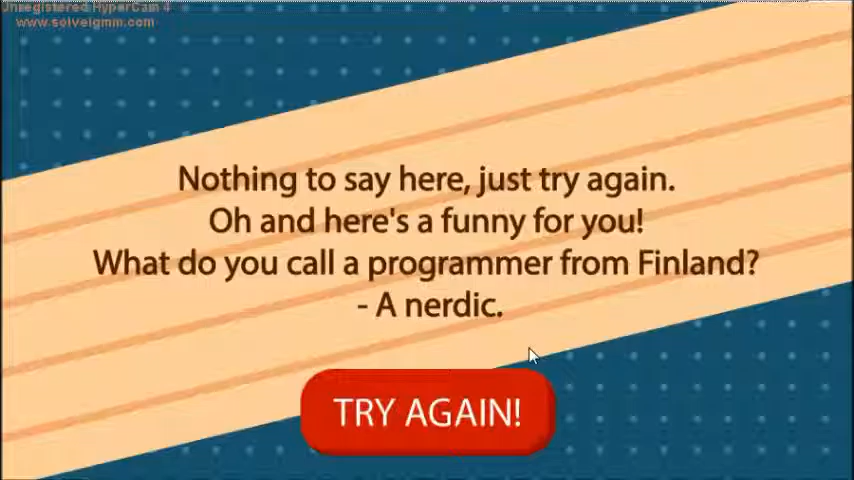 Unregistered HyperCam 4
www.solveigmm.com
Nothing to say here, just try again.
Oh and here's a funny for you!
What do you call a programmer from Finland?
- A nerdic.
TRY AGAIN!